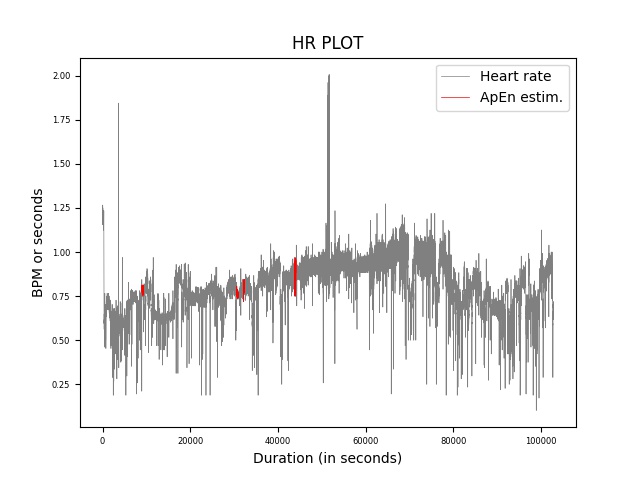 HR PLOT
Heart rate
ApEn estim.
BPM or seconds
2.00
1.75
1.50
1.25
1.00
0.75
0.50
0.25
0
20000
40000
60000
80000
100000
Duration (in seconds)